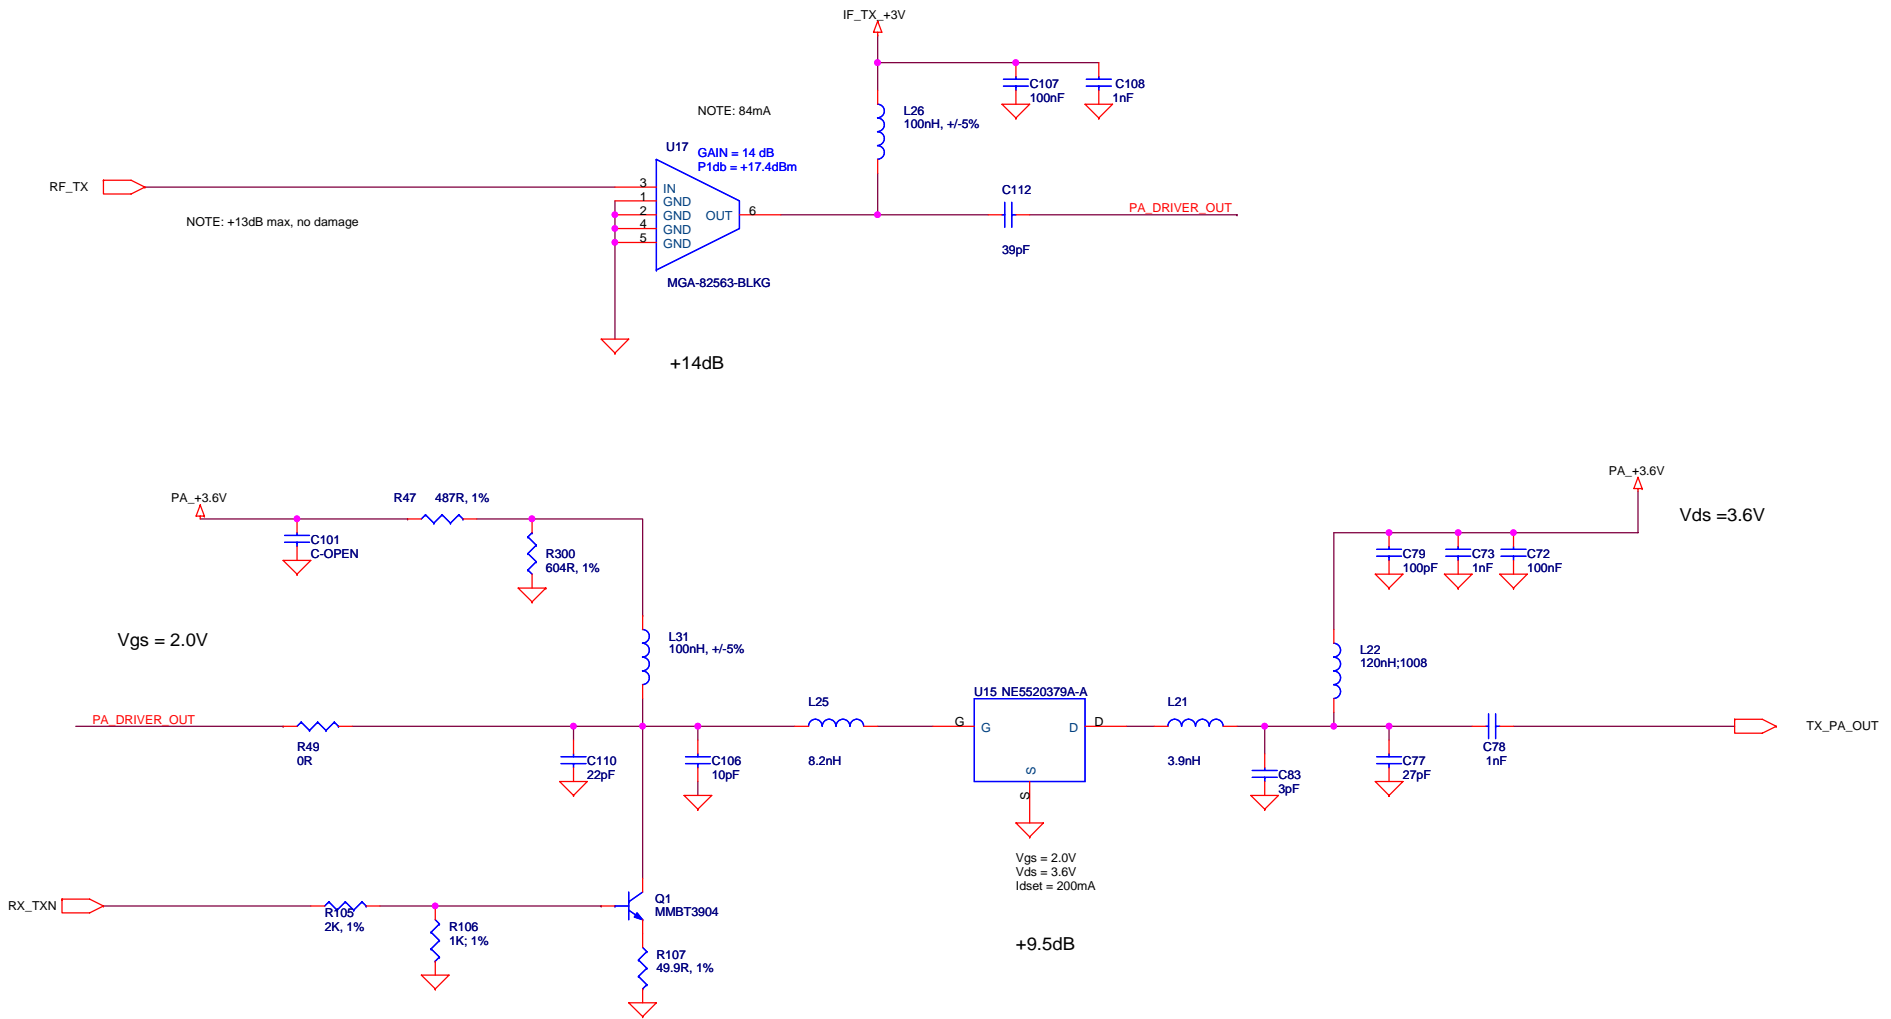 IF_TX_+3V
C107
100nF
C108
1nF
NOTE: 84mA
L26
100nH, +/-5%
U17
GAIN = 14 dB
P1db = +17.4dBm
RF_TX
3
IN
1
GND
2
GND
4
GND
5
GND
OUT
6
NOTE: +13dB max, no damage
C112
39pF
PA_DRIVER_OUT
MGA-82563-BLKG
+14dB
PA_+3.6V
R47
487R, 1%
C101
C-OPEN
R300
604R, 1%
PA_+3.6V
Vds =3.6V
C79
100pF
C73
1nF
C72
100nF
Vgs = 2.0V
L31
100nH, +/-5%
L22
120nH;1008
PA_DRIVER_OUT
R49
0R
C110
22pF
C106
10pF
L25
8.2nH
U15 NE5520379A-A
G
G
D
D
S
S
L21
3.9nH
C83
3pF
C77
27pF
C78
1nF
TX_PA_OUT
Vgs = 2.0V
Vds = 3.6V
Idset = 200mA
+9.5dB
RX_TXN
R105
2K, 1%
R106
1K; 1%
Q1
MMBT3904
R107
49.9R, 1%